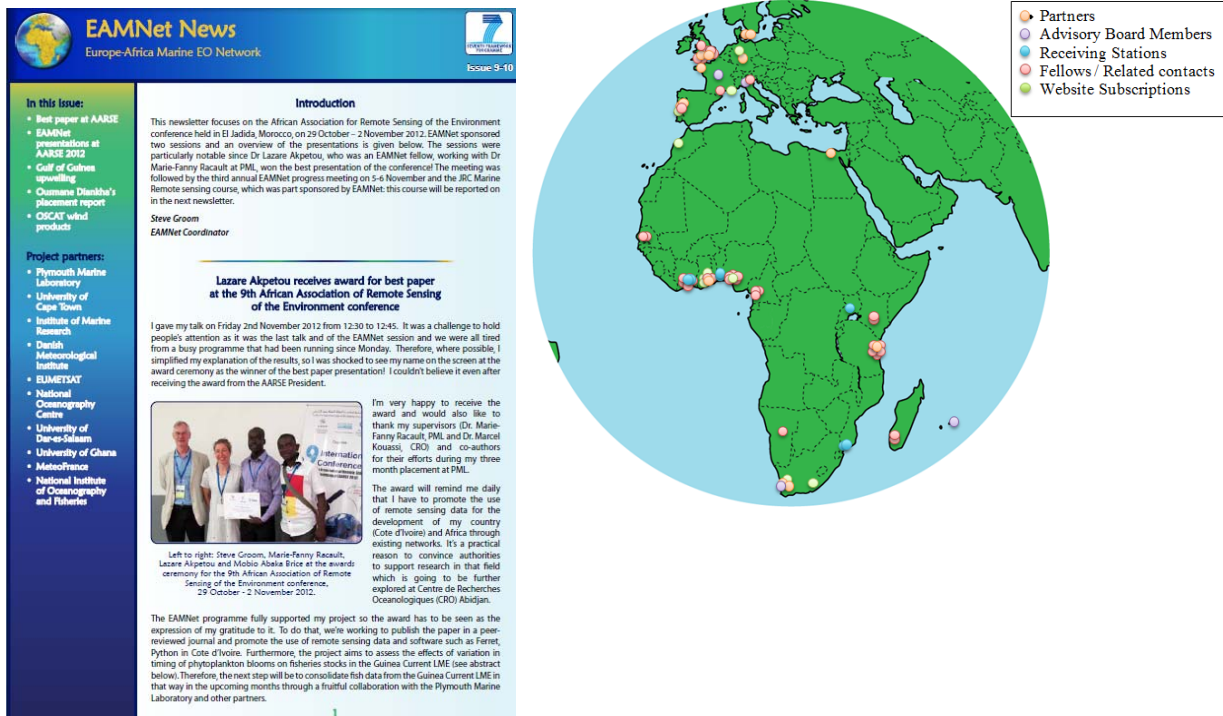 EAMNet News
Europe-Africa Marine EO Network
SEVENTH FRAMEWORK
PROGRAMME
Issue 9-10
In this issue:
• Best paper at AARSE
• EAMNet
presentations at
AARSE 2012
• Gulf of Guinea
upwelling
• Ousmane Diankha's
placement report
• OSCAT wind
products
Project partners:
• Plymouth Marine
Laboratory
• University of
Cape Town
• Institute of Marine
Research
• Danish
Meteorological
Institute
• EUMETSAT
• National
Oceanography
Centre
• University of
Dar-es-Salaam
• University of Ghana
• MeteoFrance
• National Institute
of Oceanography
and Fisheries
Introduction
This newsletter focuses on the African Association for Remote Sensing of the Environment
conference held in El Jadida, Morocco, on 29 October – 2 November 2012. EAMNet sponsored
two sessions and an overview of the presentations is given below. The sessions were
particularly notable since Dr Lazare Akpetou, who was an EAMNet fellow, working with Dr
Marie-Fanny Racault at PML, won the best presentation of the conference! The meeting was
followed by the third annual EAMNet progress meeting on 5-6 November and the JRC Marine
Remote sensing course, which was part sponsored by EAMNet: this course will be reported on
in the next newsletter.
Steve Groom
EAMNet Coordinator
Lazare Akpetou receives award for best paper
at the 9th African Association of Remote Sensing
of the Environment conference
I gave my talk on Friday 2nd November 2012 from 12:30 to 12:45. It was a challenge to hold
people's attention as it was the last talk and of the EAMNet session and we were all tired
from a busy programme that had been running since Monday. Therefore, where possible, I
simplified my explanation of the results, so I was shocked to see my name on the screen at the
award ceremony as the winner of the best paper presentation! I couldn't believe it even after
receiving the award from the AARSE President.
9 International
Conference
I'm very happy to receive the
award and would also like to
thank my supervisors (Dr. Marie-
Fanny Racault, PML and Dr. Marcel
Kouassi, CRO) and co-authors
for their efforts during my three
month placement at PML.
The award will remind me daily
that I have to promote the use
of remote sensing data for the
development of my country
(Cote d'Ivoire) and Africa through
existing networks. It's a practical
reason to convince authorities
to support research in that field
which is going to be further
explored at Centre de Recherches
Oceanologiques (CRO) Abidjan.
Left to right: Steve Groom, Marie-Fanny Racault,
Lazare Akpetou and Mobio Abaka Brice at the awards
ceremony for the 9th African Association of Remote
Sensing of the Environment conference,
29 October - 2 November 2012.
The EAMNet programme fully supported my project so the award has to be seen as the
expression of my gratitude to it. To do that, we're working to publish the paper in a peer-
reviewed journal and promote the use of remote sensing data and software such as Ferret,
Python in Cote d'Ivoire. Furthermore, the project aims to assess the effects of variation in
timing of phytoplankton blooms on fisheries stocks in the Guinea Current LME (see abstract
below). Therefore, the next step will be to consolidate fish data from the Guinea Current LME in
that way in the upcoming months through a fruitful collaboration with the Plymouth Marine
Laboratory and other partners.
1
Partners
Advisory Board Members
Receiving Stations
Fellows / Related contacts
Website Subscriptions